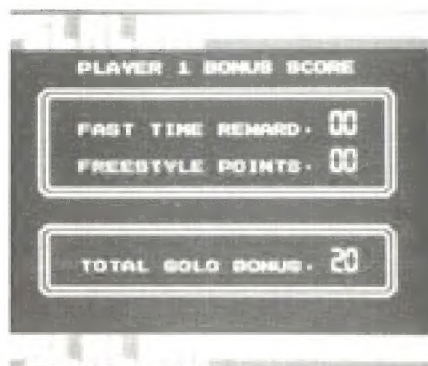 PLAYER 1 BONUS SCORE
FAST TIME REWARD. 00
FREESTYLE POINTS. 00
TOTAL GOLD BONUS. 20